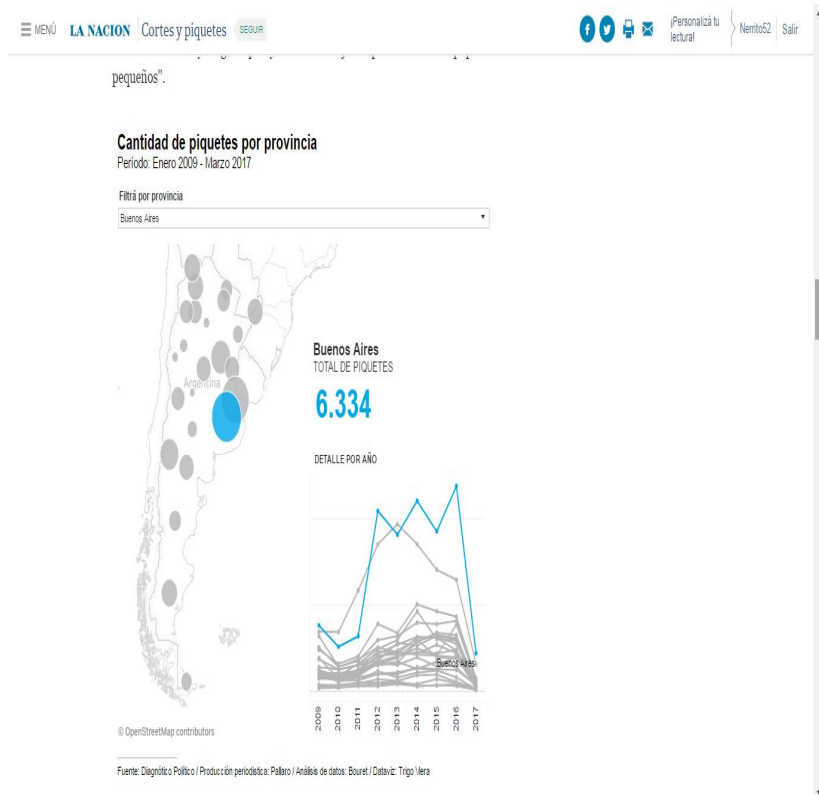 MENÚ LA NACION Cortes y piquetes SEGUIR ¡Personalizá tu lectura! Nerrito52 Salir
pequeños".
Cantidad de piquetes por provincia
Período: Enero 2009 - Marzo 2017
Filtrá por provincia
Buenos Aires
Argentina
Buenos Aires
TOTAL DE PIQUETES
6.334
DETALLE POR AÑO
Buenos Aires
2009 2010 2011 2012 2013 2014 2015 2016 2017
© OpenStreetMap contributors
Fuente: Diagnótico Político / Producción periodística: Pallaro / Análisis de datos: Bouret / Dataviz: Trigo Viera